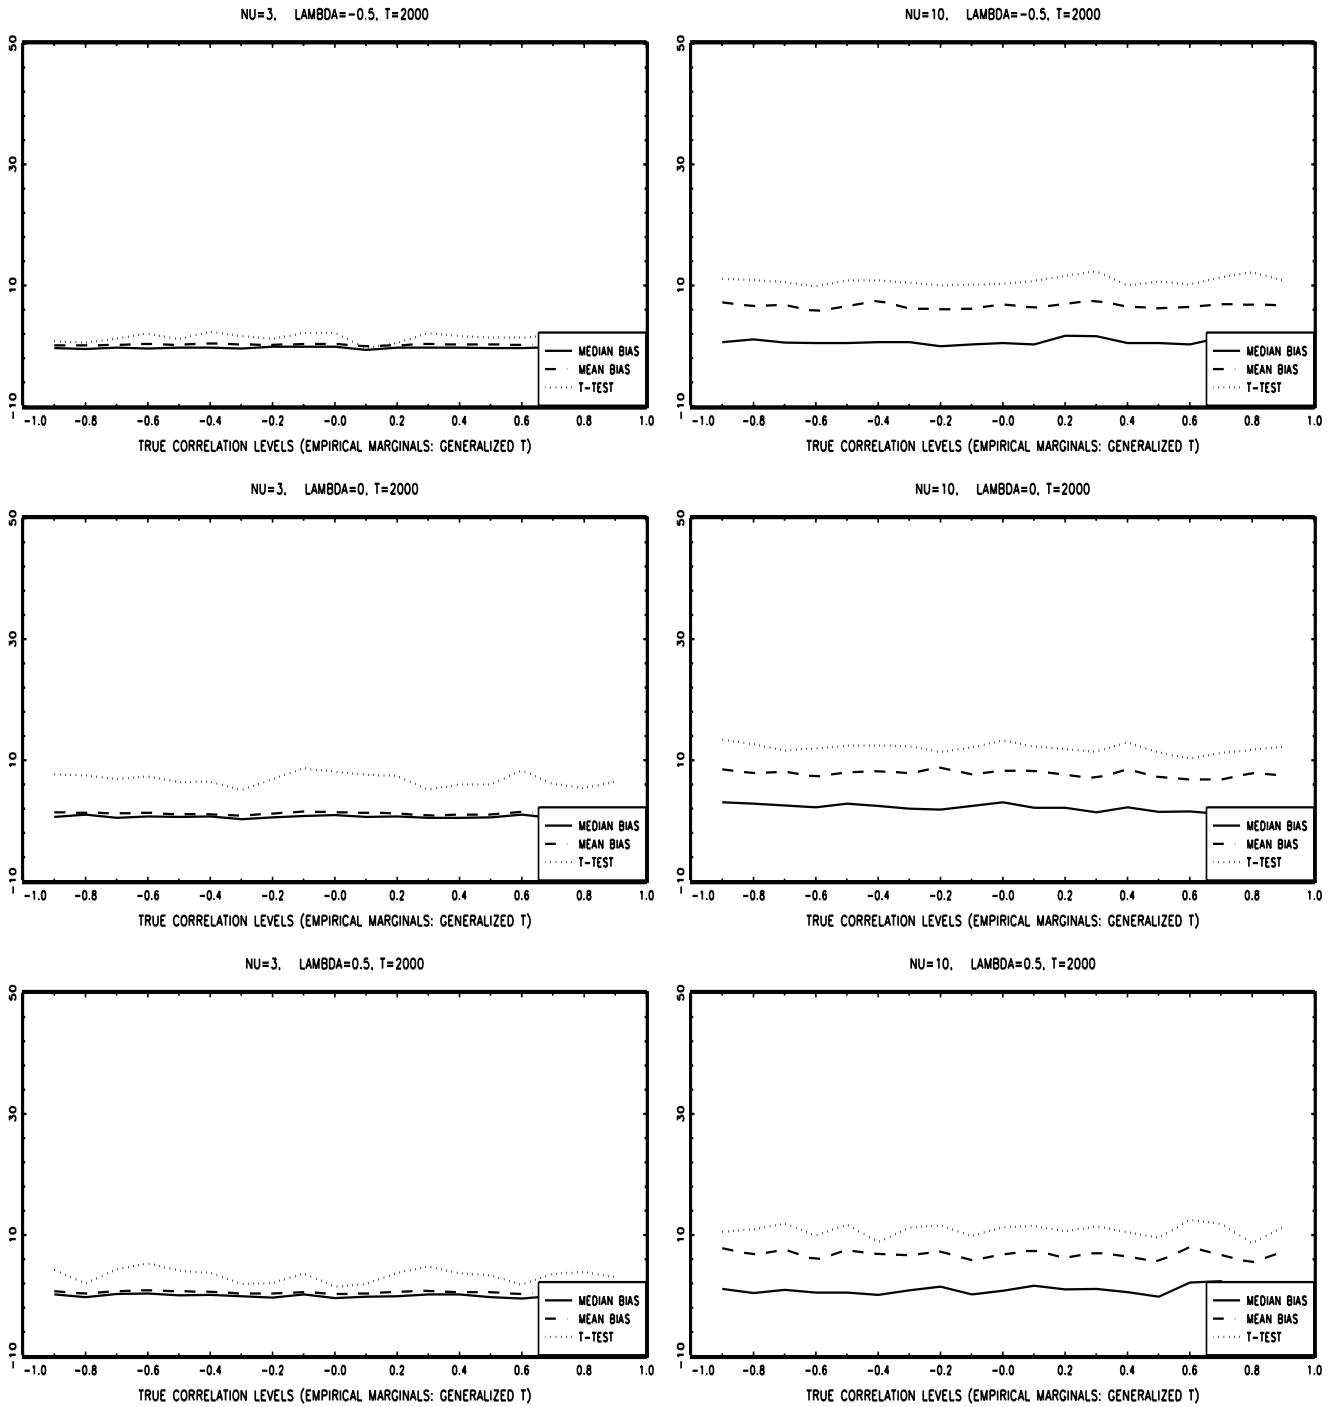 NU=3, LAMBDA=-0.5, T=2000
50
30
10
-10
MEDIAN BIAS
MEAN BIAS
T-TEST
-1.0 -0.8 -0.6 -0.4 -0.2 -0.0 0.2 0.4 0.6 0.8 1.0
TRUE CORRELATION LEVELS (EMPIRICAL MARGINALS: GENERALIZED T)
NU=10, LAMBDA=-0.5, T=2000
50
30
10
-10
MEDIAN BIAS
MEAN BIAS
T-TEST
-1.0 -0.8 -0.6 -0.4 -0.2 -0.0 0.2 0.4 0.6 0.8 1.0
TRUE CORRELATION LEVELS (EMPIRICAL MARGINALS: GENERALIZED T)
NU=3, LAMBDA=0, T=2000
50
30
10
-10
MEDIAN BIAS
MEAN BIAS
T-TEST
-1.0 -0.8 -0.6 -0.4 -0.2 -0.0 0.2 0.4 0.6 0.8 1.0
TRUE CORRELATION LEVELS (EMPIRICAL MARGINALS: GENERALIZED T)
NU=10, LAMBDA=0, T=2000
50
30
10
-10
MEDIAN BIAS
MEAN BIAS
T-TEST
-1.0 -0.8 -0.6 -0.4 -0.2 -0.0 0.2 0.4 0.6 0.8 1.0
TRUE CORRELATION LEVELS (EMPIRICAL MARGINALS: GENERALIZED T)
NU=3, LAMBDA=0.5, T=2000
50
30
10
-10
MEDIAN BIAS
MEAN BIAS
T-TEST
-1.0 -0.8 -0.6 -0.4 -0.2 -0.0 0.2 0.4 0.6 0.8 1.0
TRUE CORRELATION LEVELS (EMPIRICAL MARGINALS: GENERALIZED T)
NU=10, LAMBDA=0.5, T=2000
50
30
10
-10
MEDIAN BIAS
MEAN BIAS
T-TEST
-1.0 -0.8 -0.6 -0.4 -0.2 -0.0 0.2 0.4 0.6 0.8 1.0
TRUE CORRELATION LEVELS (EMPIRICAL MARGINALS: GENERALIZED T)